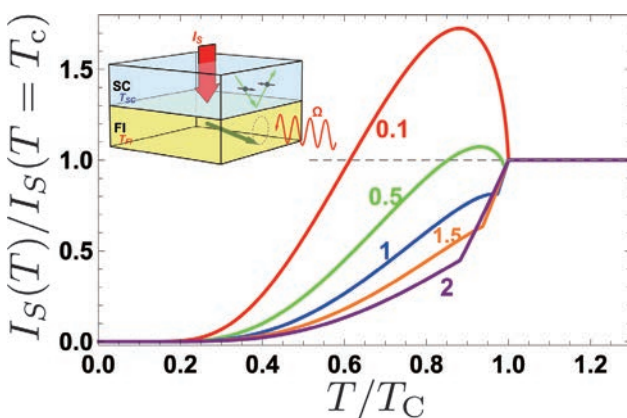 I_S(T)/I_S(T = T_c)
1.5
1.0
0.5
0.0
I_S
SC
T_SC
FI
T_FI
Ω
0.1
0.5
1
1.5
2
0.0 0.2 0.4 0.6 0.8 1.0 1.2
T/T_C